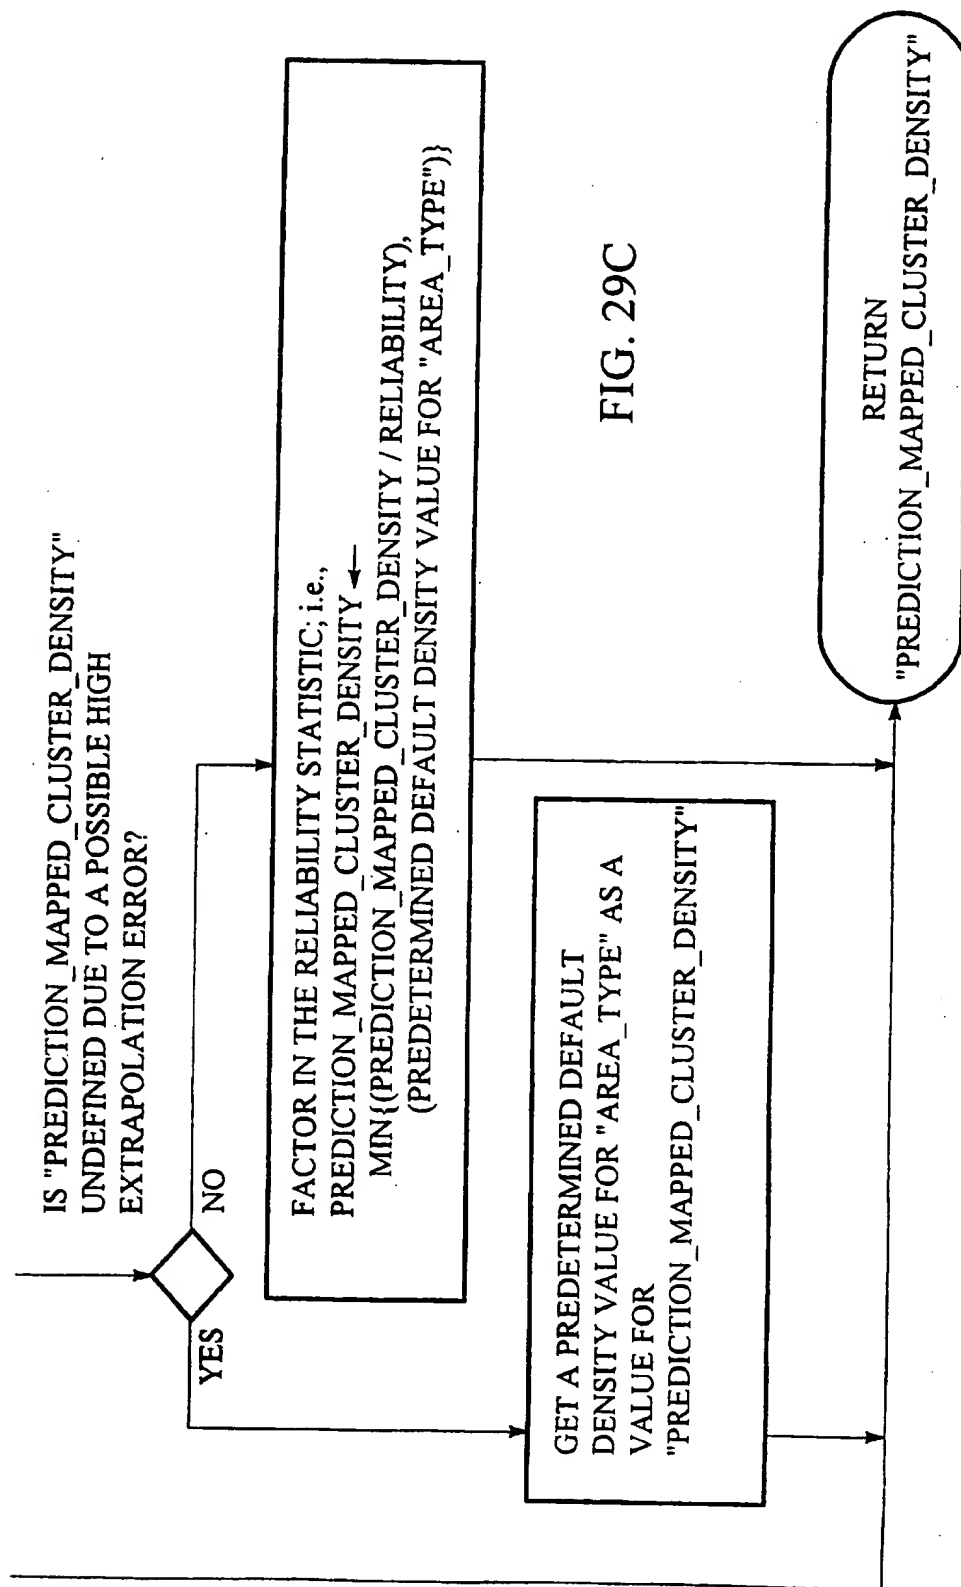 IS "PREDICTION_MAPPED_CLUSTER_DENSITY"
UNDEFINED DUE TO A POSSIBLE HIGH
EXTRAPOLATION ERROR?
YES
NO
FACTOR IN THE RELIABILITY STATISTIC; i.e.,
PREDICTION_MAPPED_CLUSTER_DENSITY ←
MIN{(PREDICTION_MAPPED_CLUSTER_DENSITY / RELIABILITY),
(PREDETERMINED DEFAULT DENSITY VALUE FOR "AREA_TYPE")}
GET A PREDETERMINED DEFAULT
DENSITY VALUE FOR "AREA_TYPE" AS A
VALUE FOR
"PREDICTION_MAPPED_CLUSTER_DENSITY"
FIG. 29C
RETURN
"PREDICTION_MAPPED_CLUSTER_DENSITY"